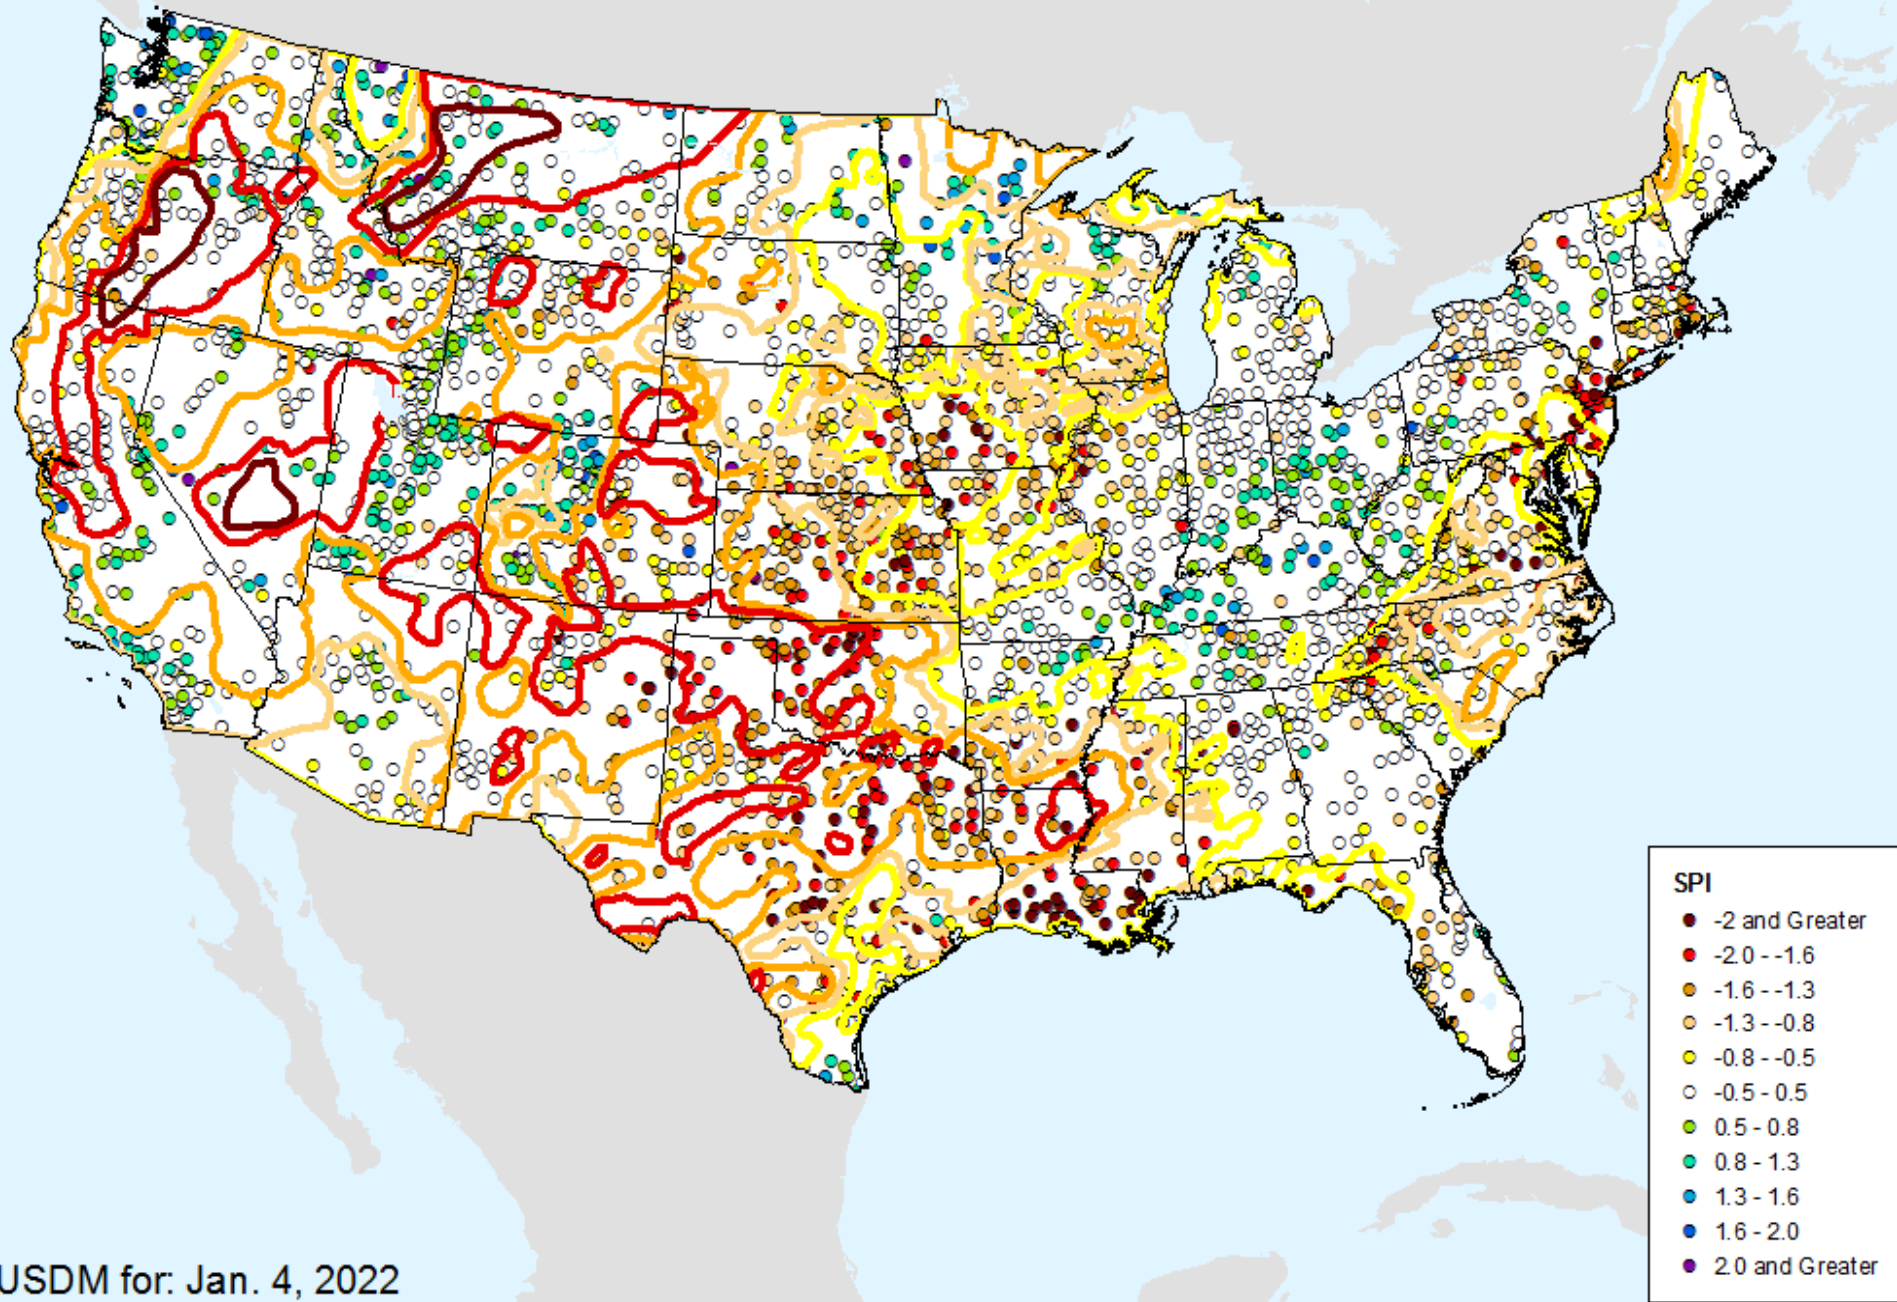 SPI
-2 and Greater
-2.0 - -1.6
-1.6 - -1.3
-1.3 - -0.8
-0.8 - -0.5
-0.5 - 0.5
0.5 - 0.8
0.8 - 1.3
1.3 - 1.6
1.6 - 2.0
2.0 and Greater
USDM for: Jan. 4, 2022